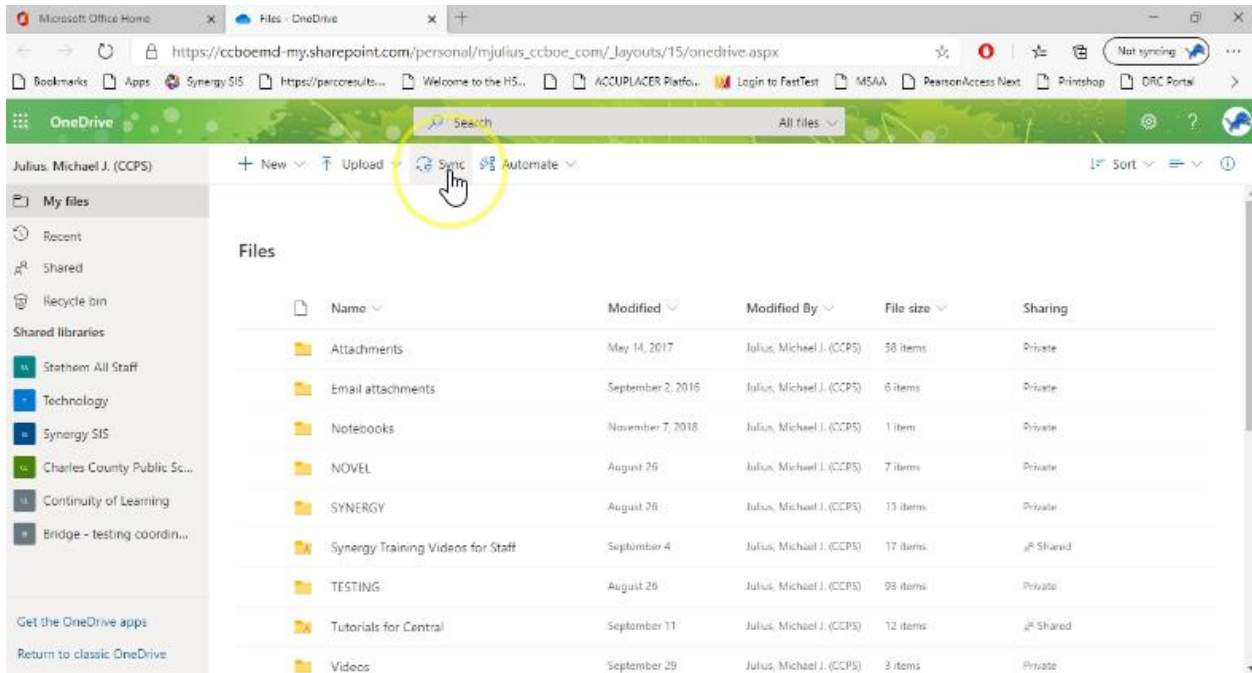 Microsoft Office Home
Files - OneDrive
https://ccboemd-my.sharepoint.com/personal/mjulius_ccboe_com/_layouts/15/onedrive.aspx
Not syncing
Bookmarks Apps Synergy SIS https://parccresults... Welcome to the HS... ACCUPLACER Platfo... Login to FastTest MSAA PearsonAccess Next Printshop DRC Portal
OneDrive Search All files
Julius, Michael J. (CCPS) New Upload Sync Automate Sort
My files
Recent
Shared
Recycle bin
Shared libraries
Stethem All Staff
Technology
Synergy SIS
Charles County Public Sc...
Continuity of Learning
Bridge - testing coordin...
Get the OneDrive apps
Return to classic OneDrive
Files
Name Modified Modified By File size Sharing
Attachments May 14, 2017 Julius, Michael J. (CCPS) 58 items Private
Email attachments September 2, 2016 Julius, Michael J. (CCPS) 6 items Private
Notebooks November 7, 2018 Julius, Michael J. (CCPS) 1 item Private
NOVEL August 26 Julius, Michael J. (CCPS) 7 items Private
SYNERGY August 26 Julius, Michael J. (CCPS) items Private
Synergy Training Videos for Staff September 4 Julius, Michael J. (CCPS) 17 items Shared
TESTING August 26 Julius, Michael J. (CCPS) 93 items Private
Tutorials for Central September 11 Julius, Michael J. (CCPS) 12 items Shared
Videos September 29 Julius, Michael J. (CCPS) 3 items Private